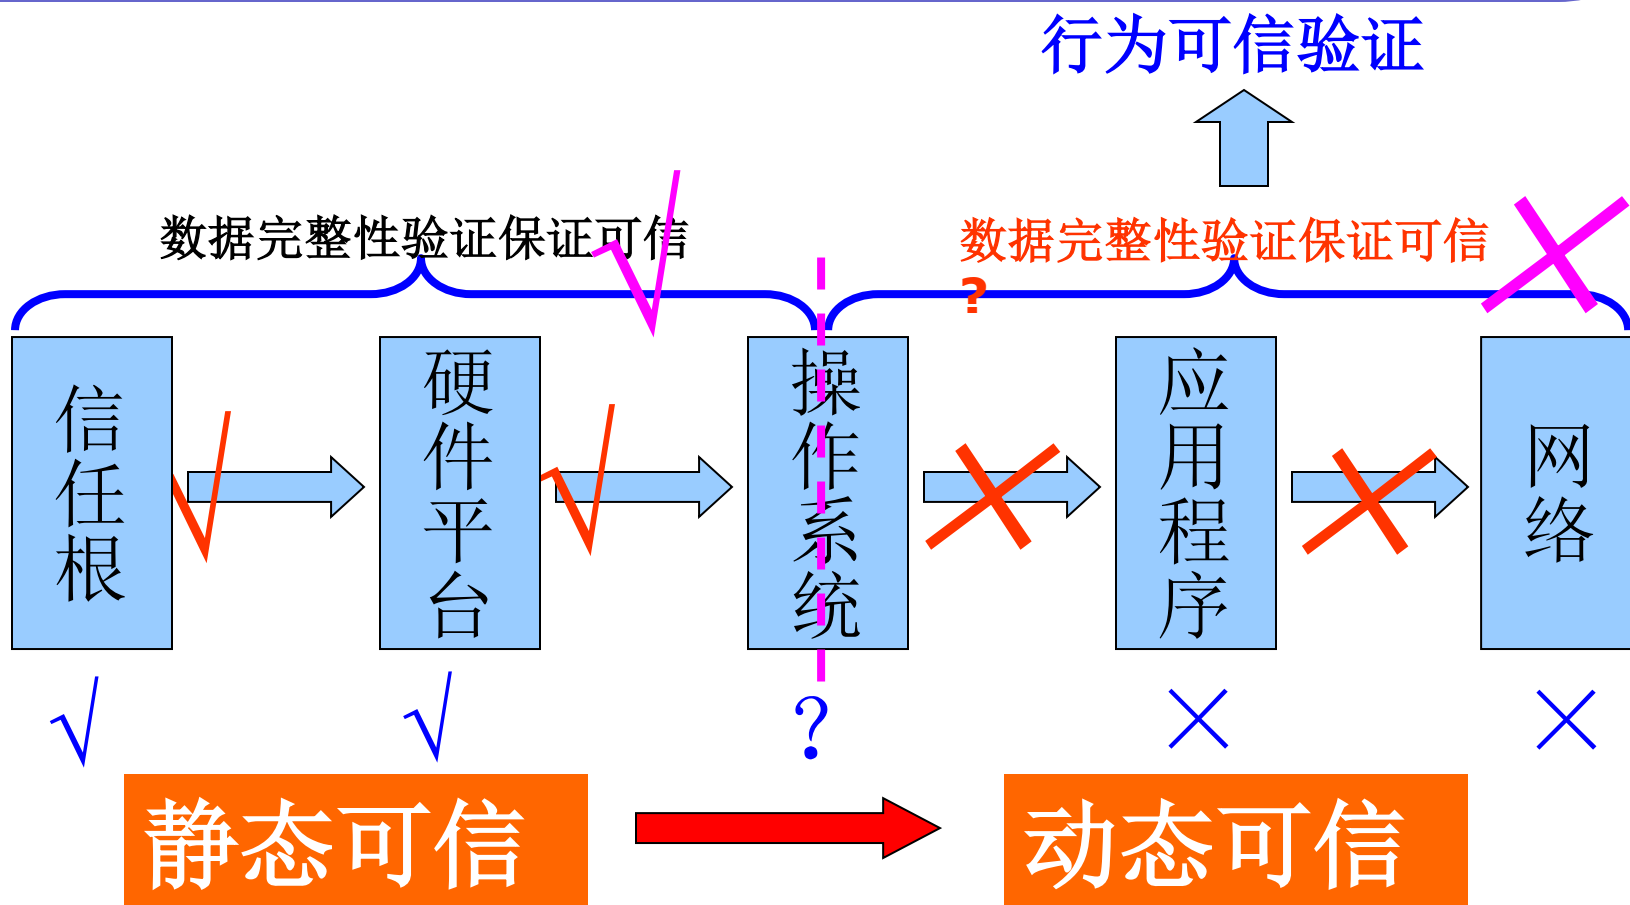 行为可信验证
数据完整性验证保证可信
数据完整性验证保证可信
?
信任根
硬件平台
操作系统
应用程序
网络
√
√
?
×
×
静态可信
动态可信